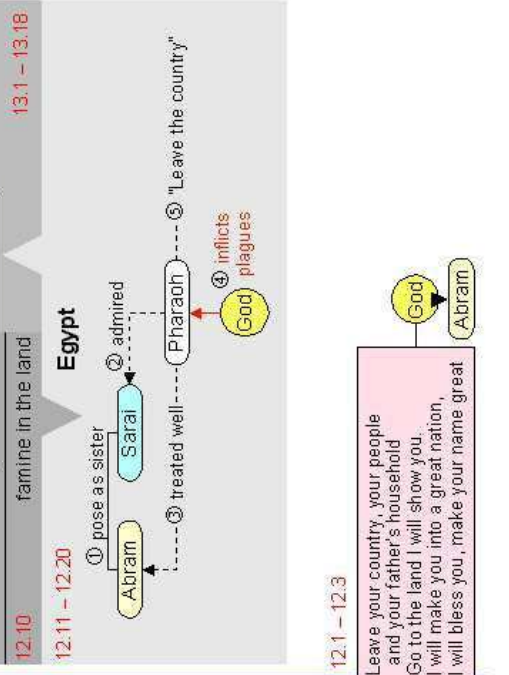 12.10
famine in the land
13.1 – 13.18
12.11 – 12.20
Egypt
① pose as sister
② admired
Abram
Sarai
③ treated well
Pharaoh
⑤ "Leave the country"
④ inflicts
plagues
God
12.1 – 12.3
Leave your country, your people
and your father's household
Go to the land I will show you.
I will make you into a great nation,
I will bless you, make your name great
God
Abram